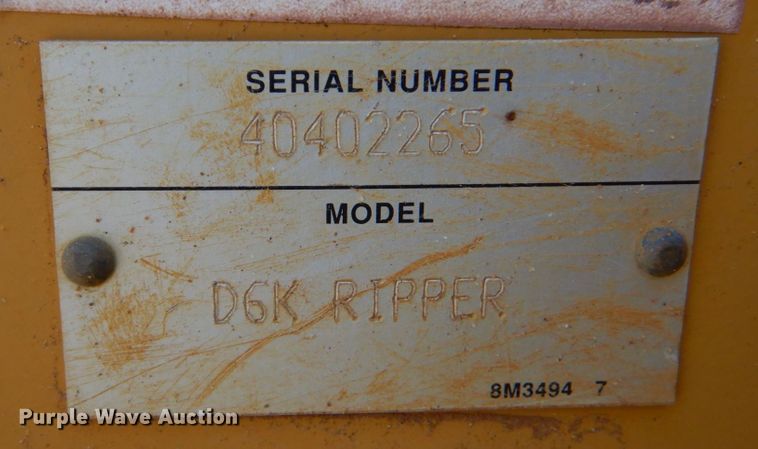 SERIAL NUMBER
40402265
MODEL
D6K RIPPER
8M3494 7
Purple Wave Auction